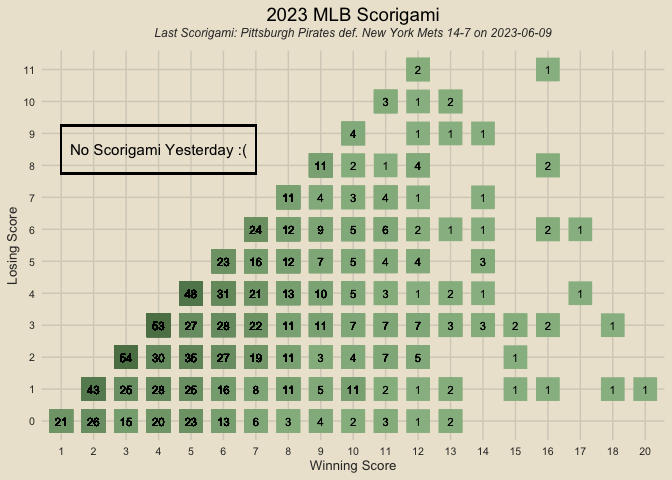 2023 MLB Scorigami
Last Scorigami: Pittsburgh Pirates def. New York Mets 14-7 on 2023-06-09
11 2 1
10 3 1 2
9 4 1 1 1
No Scorigami Yesterday :(
8 11 2 1 4 2
7 11 4 3 4 1 1
6 24 12 9 5 6 2 1 1 2 1
5 23 16 12 7 5 4 4 3
4 48 31 21 13 10 5 3 1 2 1 1
3 53 27 28 22 11 11 7 7 7 3 3 2 2 1
2 54 30 35 27 19 11 3 4 7 5 1
1 43 25 28 25 16 8 11 5 11 2 1 2 1 1 1 1
0 21 26 15 20 23 13 6 3 4 2 3 1 2
1 2 3 4 5 6 7 8 9 10 11 12 13 14 15 16 17 18 20
Losing Score
Winning Score